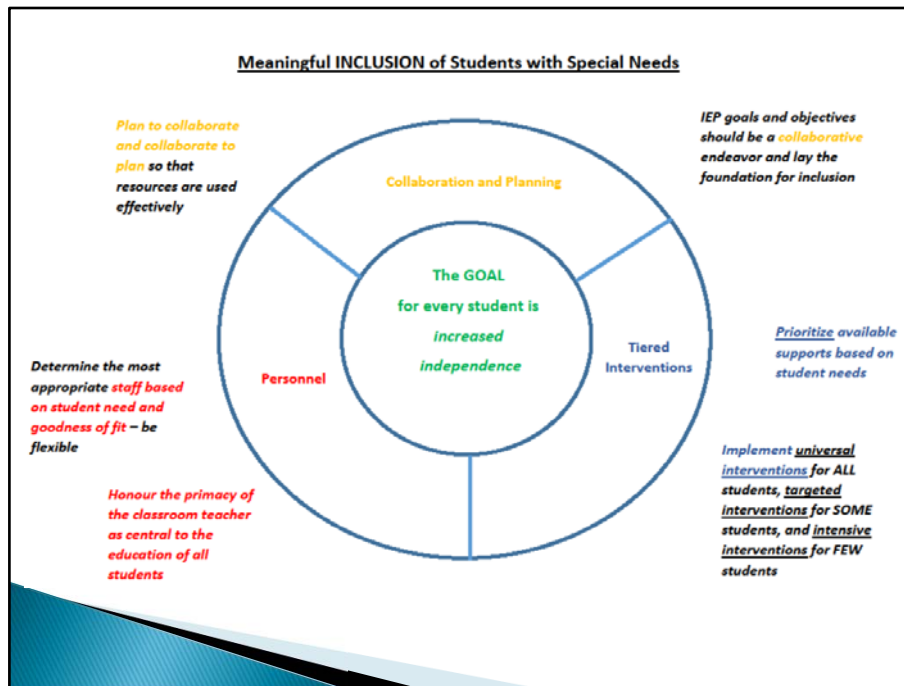 Meaningful INCLUSION of Students with Special Needs
Plan to collaborate
and collaborate to
plan so that
resources are used
effectively
IEP goals and objectives
should be a collaborative
endeavor and lay the
foundation for inclusion
Collaboration and Planning
The GOAL
for every student is
increased
independence
Personnel
Tiered
Interventions
Prioritize available
supports based on
student needs
Determine the most
appropriate staff based
on student need and
goodness of fit – be
flexible
Implement universal
interventions for ALL
students, targeted
interventions for SOME
students, and intensive
interventions for FEW
students
Honour the primacy of
the classroom teacher
as central to the
education of all
students